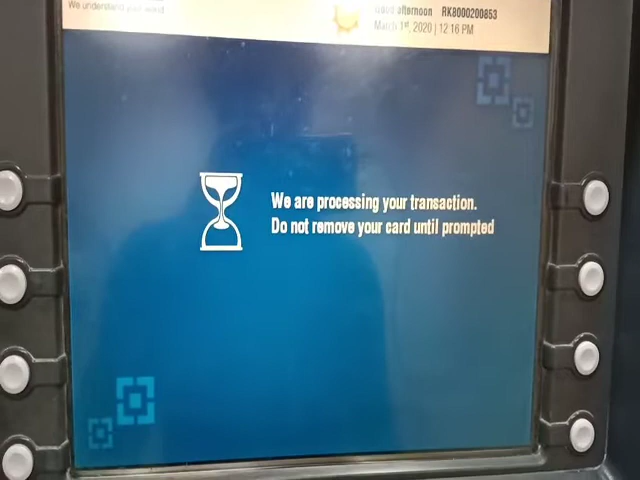 We understand your world
Good afternoon RK8000200853
March 1st, 2020 | 12:16 PM
We are processing your transaction.
Do not remove your card until prompted